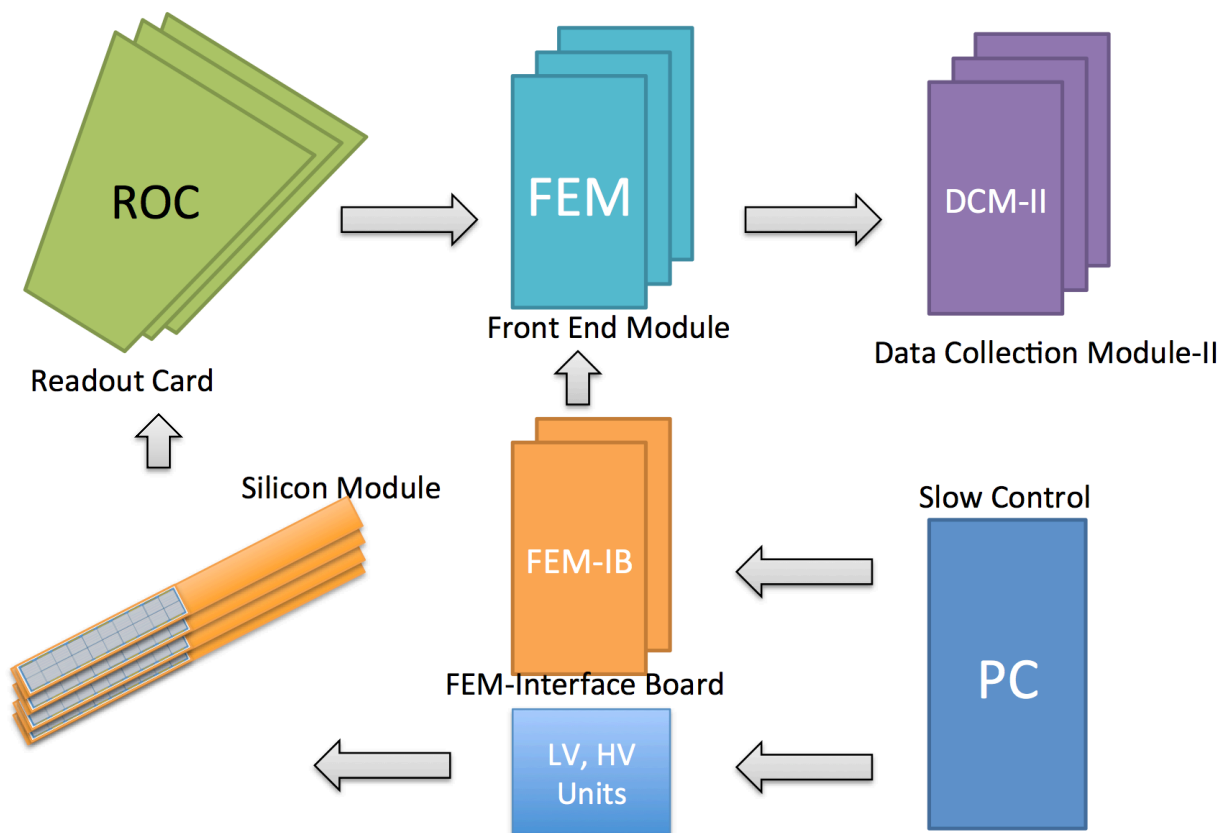 ROC
FEM
DCM-II
Front End Module
Data Collection Module-II
Readout Card
Silicon Module
Slow Control
FEM-IB
PC
FEM-Interface Board
LV, HV
Units